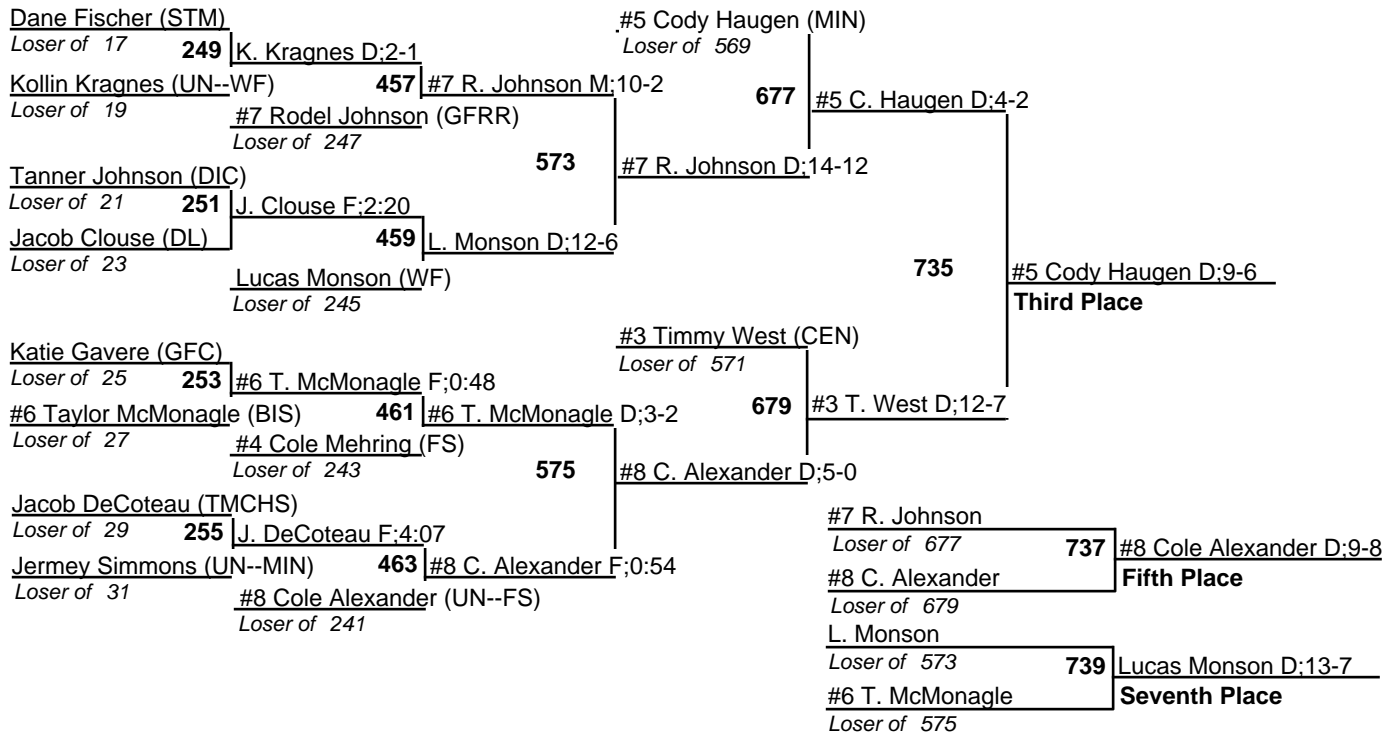 Dane Fischer (STM)
Loser of 17
249
K. Kragnes D;2-1
Kollin Kragnes (UN--WF)
Loser of 19
457
#7 R. Johnson M;10-2
#7 Rodel Johnson (GFRR)
Loser of 247
573
#7 R. Johnson D;14-12
Tanner Johnson (DIC)
Loser of 21
251
J. Clouse F;2:20
Jacob Clouse (DL)
Loser of 23
459
L. Monson D;12-6
Lucas Monson (WF)
Loser of 245
#5 Cody Haugen (MIN)
Loser of 569
677
#5 C. Haugen D;4-2
735
#5 Cody Haugen D;9-6
Third Place
Katie Gavere (GFC)
Loser of 25
253
#6 T. McMonagle F;0:48
#6 Taylor McMonagle (BIS)
Loser of 27
461
#6 T. McMonagle D;3-2
#4 Cole Mehring (FS)
Loser of 243
575
#8 C. Alexander D;5-0
Jacob DeCoteau (TMCHS)
Loser of 29
255
J. DeCoteau F;4:07
Jermey Simmons (UN--MIN)
Loser of 31
463
#8 C. Alexander F;0:54
#8 Cole Alexander (UN--FS)
Loser of 241
#3 Timmy West (CEN)
Loser of 571
679
#3 T. West D;12-7
#7 R. Johnson
Loser of 677
737
#8 Cole Alexander D;9-8
#8 C. Alexander
Fifth Place
Loser of 679
L. Monson
Loser of 573
739
Lucas Monson D;13-7
#6 T. McMonagle
Seventh Place
Loser of 575